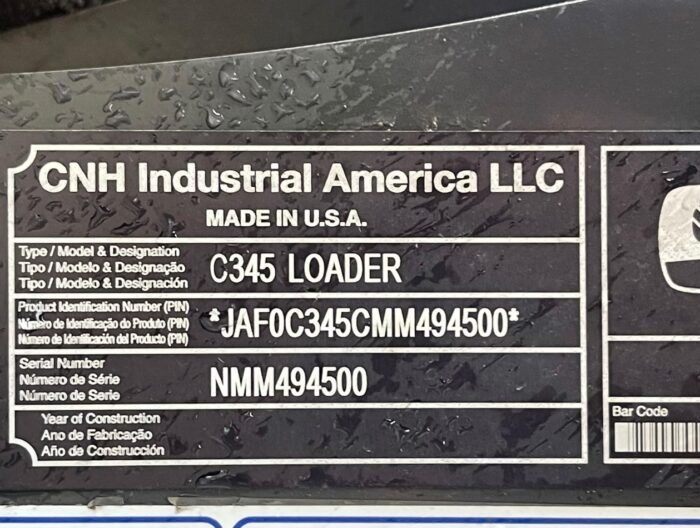 CNH Industrial America LLC
MADE IN U.S.A.
Type / Model & Designation
Tipo / Modelo & Designação
Tipo / Modelo & Designación
C345 LOADER
Product Identification Number (PIN)
Número de Identificação do Produto (PIN)
Número de Identificación del Producto (PIN)
*JAF0C345CMM494500*
Serial Number
Número de Série
Número de Serie
NMM494500
Year of Construction
Ano de Fabricação
Año de Construcción
Bar Code